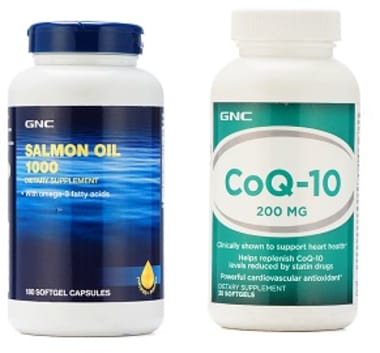 GNC
SALMON OIL
1000
DIETARY SUPPLEMENT
• With omega-3 fatty acids
180 SOFTGEL CAPSULES
GNC
CoQ-10
200 MG
Clinically shown to support heart health*
Helps replenish CoQ-10
levels reduced by statin drugs
Powerful cardiovascular antioxidant*
DIETARY SUPPLEMENT
30 SOFTGELS